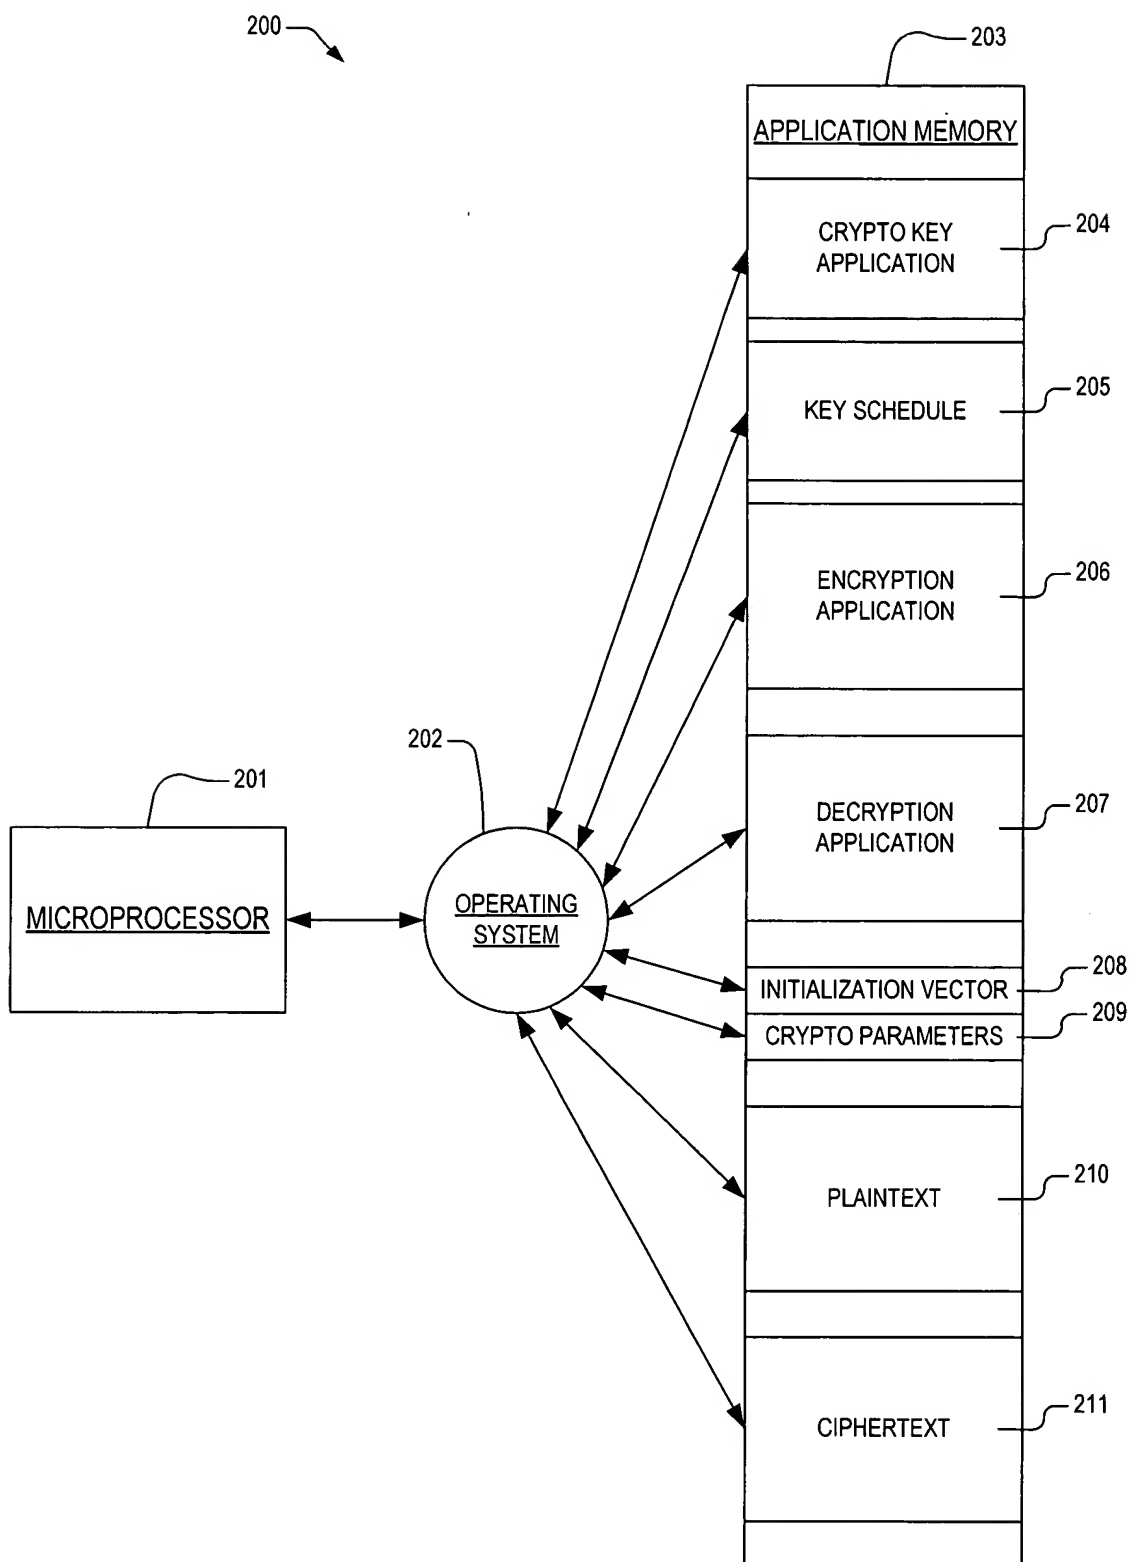 200
203
APPLICATION MEMORY
204
CRYPTO KEY
APPLICATION
205
KEY SCHEDULE
206
ENCRYPTION
APPLICATION
202
201
207
DECRYPTION
APPLICATION
MICROPROCESSOR
OPERATING
SYSTEM
208
INITIALIZATION VECTOR
209
CRYPTO PARAMETERS
210
PLAINTEXT
211
CIPHERTEXT